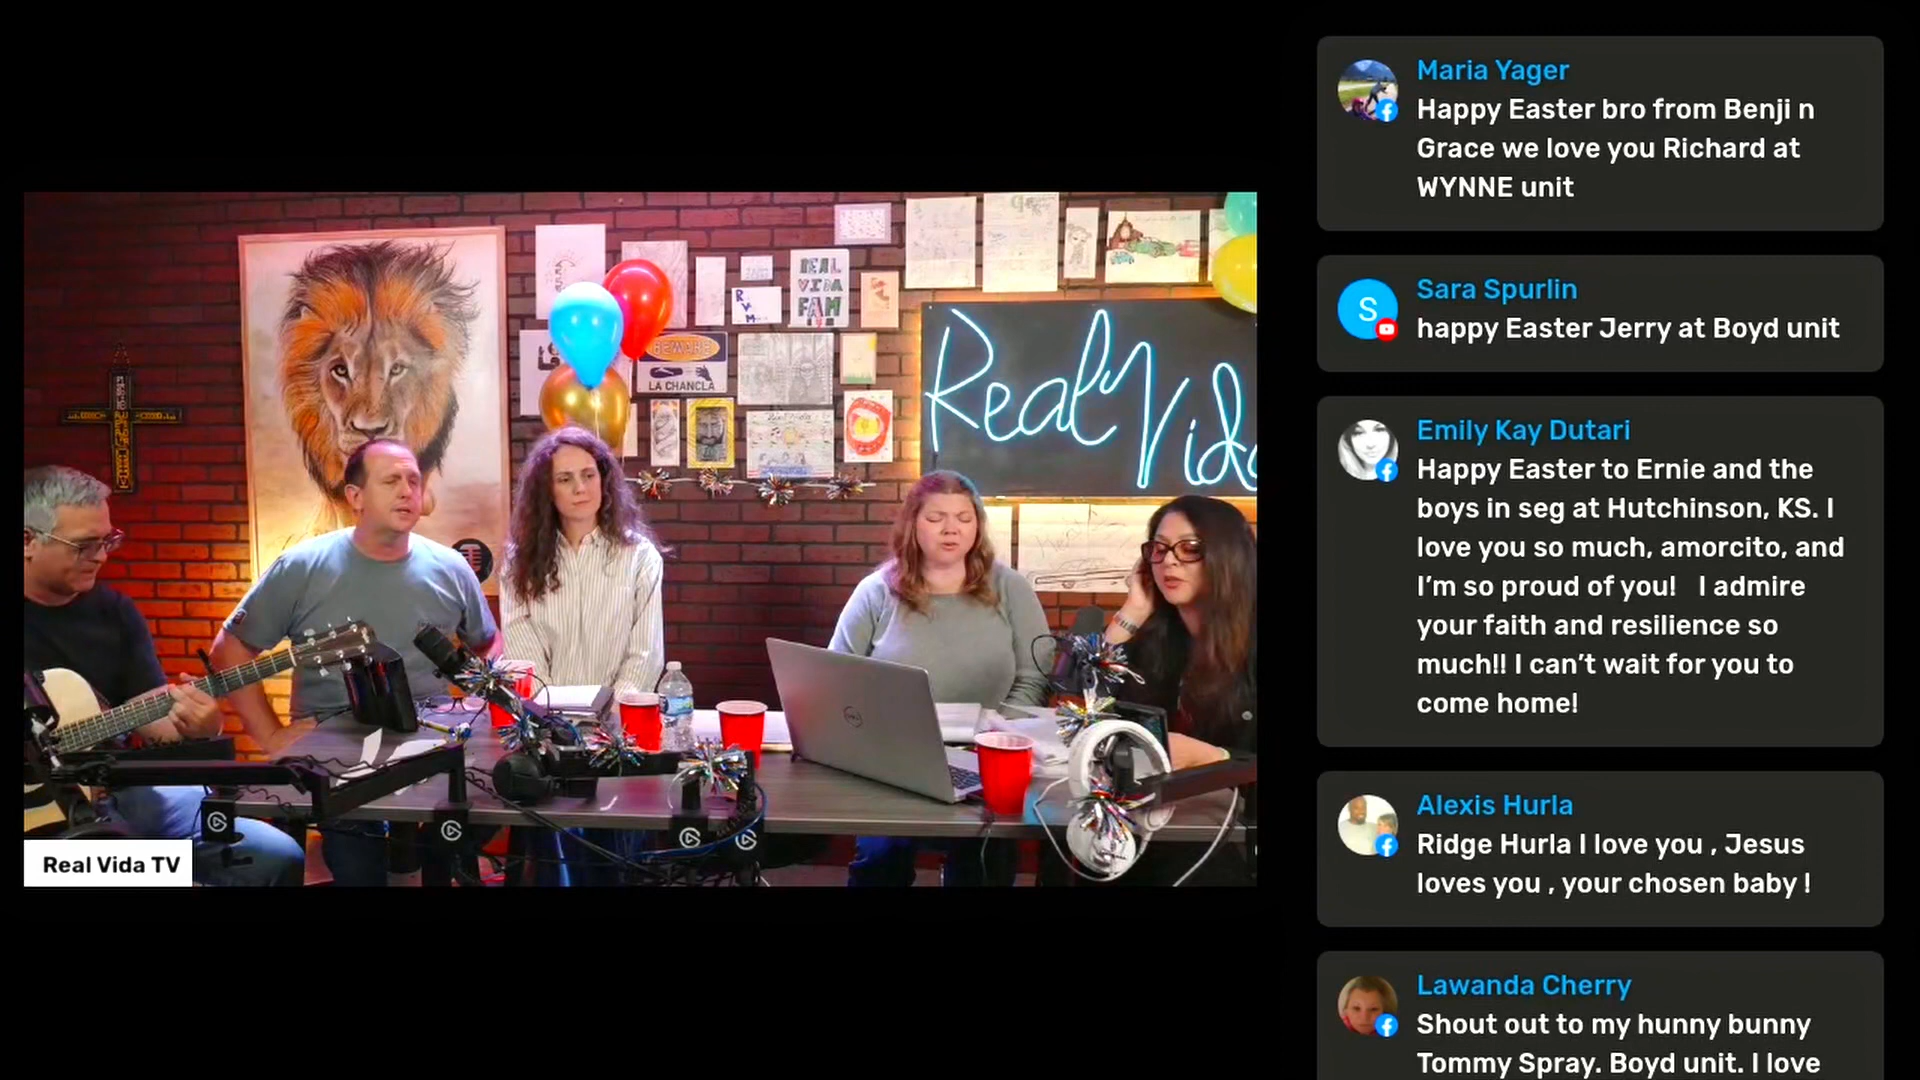 Maria Yager
Happy Easter bro from Benji n
Grace we love you Richard at
WYNNE unit
Sara Spurlin
S
happy Easter Jerry at Boyd unit
Emily Kay Dutari
Happy Easter to Ernie and the
boys in seg at Hutchinson, KS. I
love you so much, amorcito, and
I'm so proud of you!   I admire
your faith and resilience so
much!! I can't wait for you to
come home!
Alexis Hurla
Ridge Hurla I love you , Jesus
loves you , your chosen baby !
Lawanda Cherry
Shout out to my hunny bunny
Tommy Spray. Boyd unit. I love
REAL
VIDA
FAM
RVM
BEWARE
LA CHANCLA
Real Vida
DELL
Real Vida TV